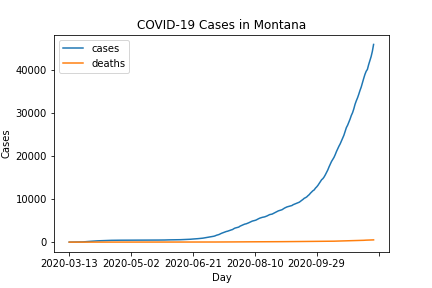 COVID-19 Cases in Montana
cases
deaths
40000
30000
20000
10000
0
Cases
2020-03-13 2020-05-02 2020-06-21 2020-08-10 2020-09-29
Day